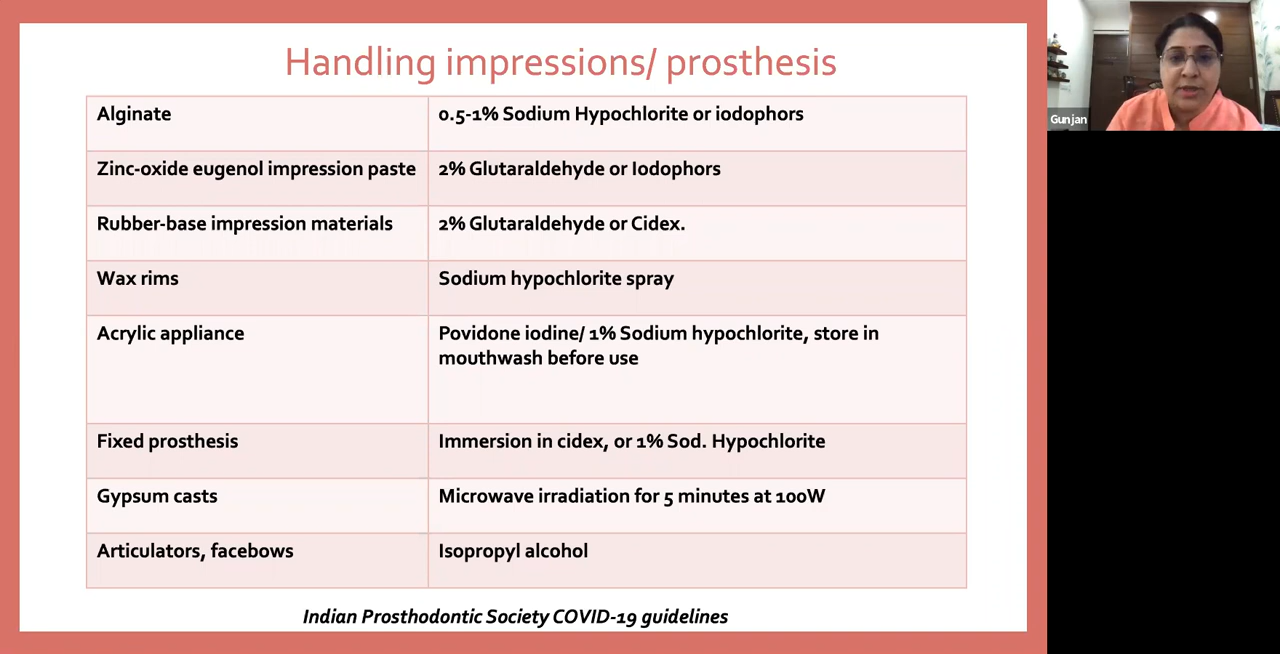 Handling impressions/ prosthesis
Alginate
0.5-1% Sodium Hypochlorite or iodophors
Zinc-oxide eugenol impression paste
2% Glutaraldehyde or Iodophors
Rubber-base impression materials
2% Glutaraldehyde or Cidex.
Wax rims
Sodium hypochlorite spray
Acrylic appliance
Povidone iodine/ 1% Sodium hypochlorite, store in
mouthwash before use
Fixed prosthesis
Immersion in cidex, or 1% Sod. Hypochlorite
Gypsum casts
Microwave irradiation for 5 minutes at 100W
Articulators, facebows
Isopropyl alcohol
Indian Prosthodontic Society COVID-19 guidelines
Gunjan